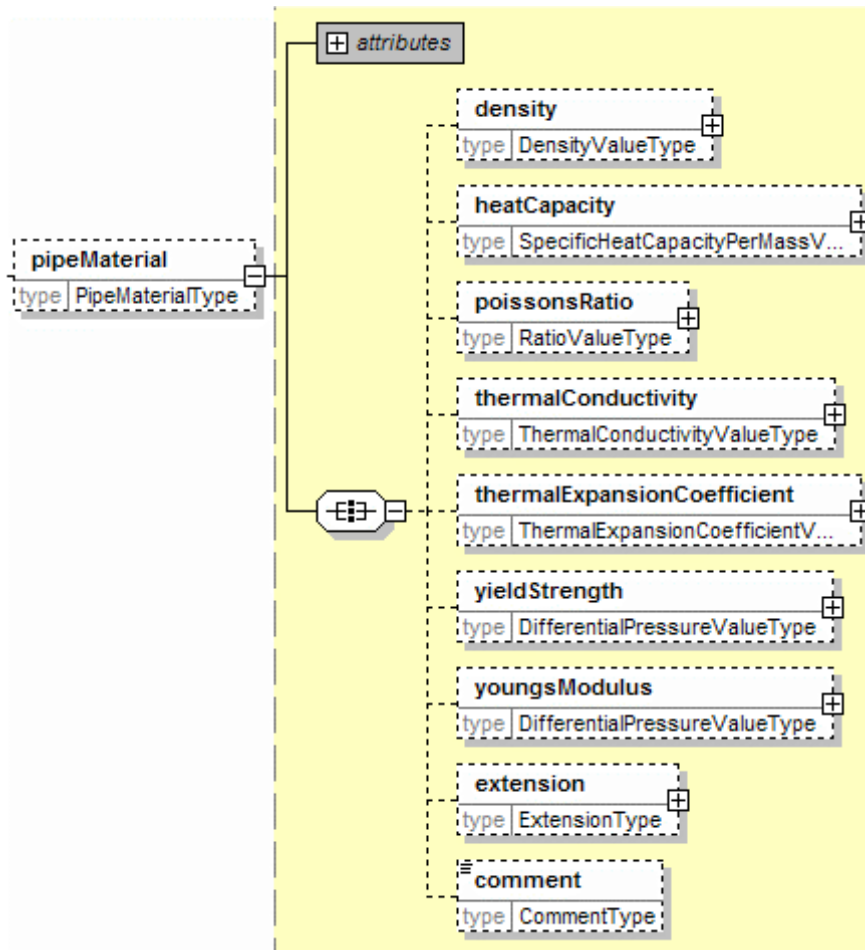 attributes
density
type DensityValueType
heatCapacity
type SpecificHeatCapacityPerMassV...
pipeMaterial
type PipeMaterialType
poissonsRatio
type RatioValueType
thermalConductivity
type ThermalConductivityValueType
thermalExpansionCoefficient
type ThermalExpansionCoefficientV...
yieldStrength
type DifferentialPressureValueType
youngsModulus
type DifferentialPressureValueType
extension
type ExtensionType
comment
type CommentType